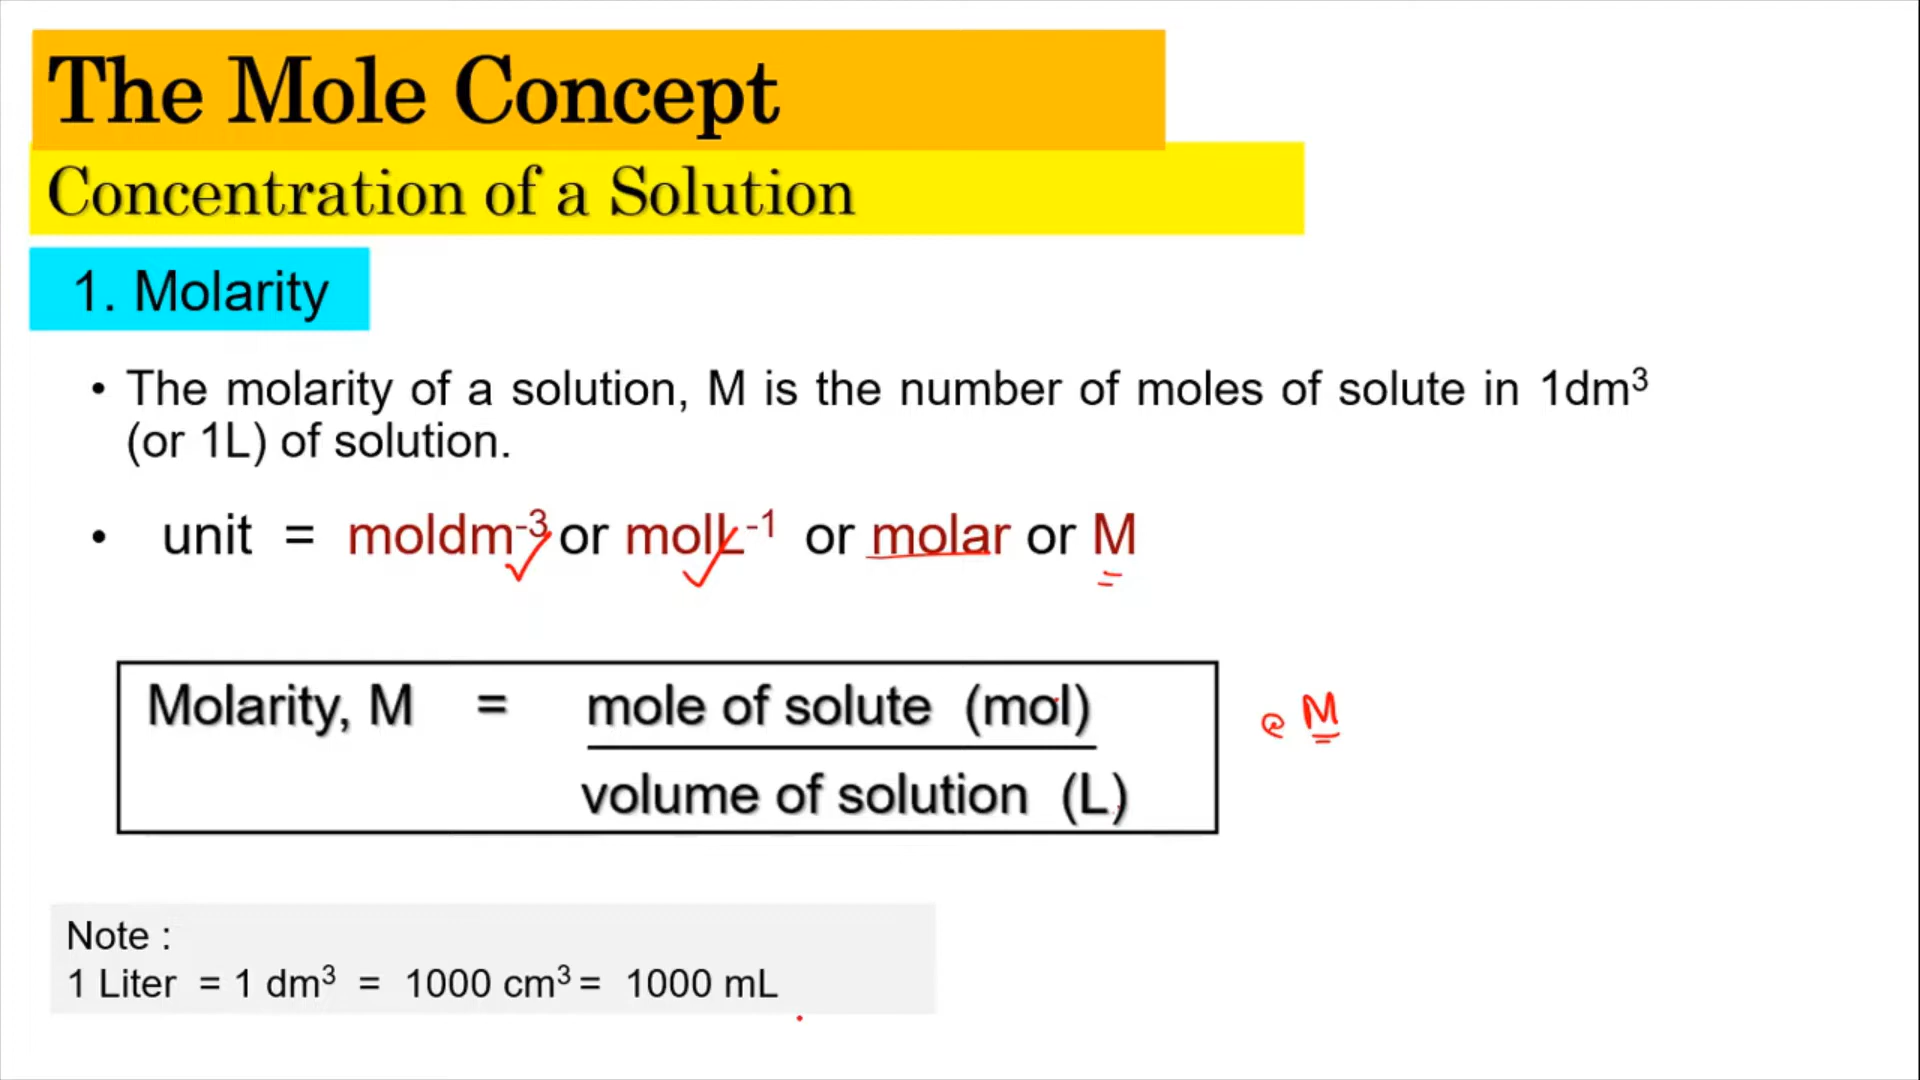 The Mole Concept
Concentration of a Solution
1. Molarity
• The molarity of a solution, M is the number of moles of solute in 1dm³
(or 1L) of solution.
• unit = moldm⁻³ or molL⁻¹ or molar or M
Molarity, M = mole of solute (mol)
volume of solution (L)
M
Note :
1 Liter = 1 dm³ = 1000 cm³ = 1000 mL